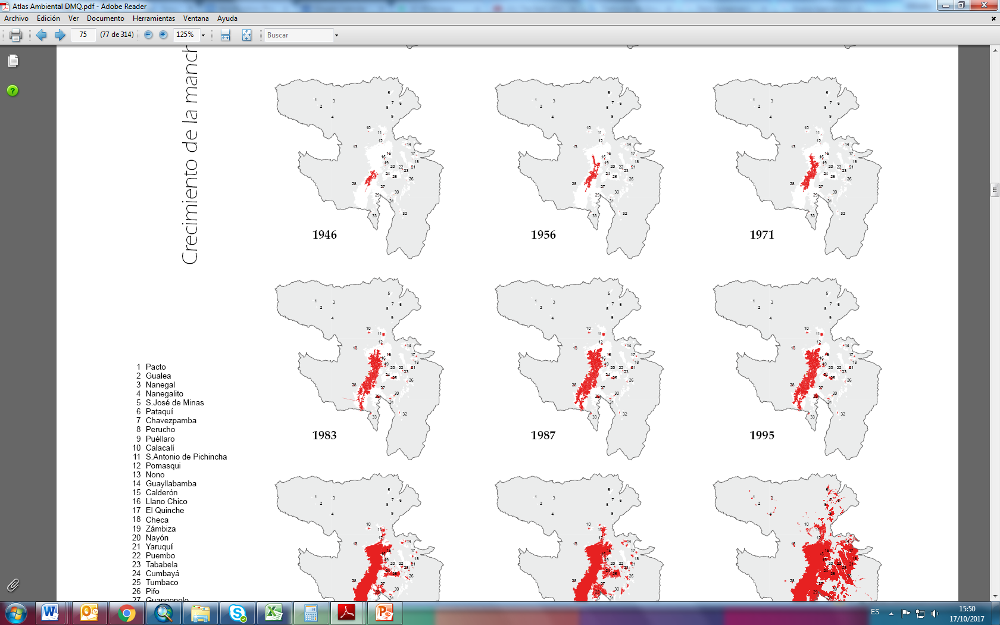 Atlas Ambiental DMQ.pdf - Adobe Reader
Archivo Edición Ver Documento Herramientas Ventana Ayuda
75 (77 de 314) 125% Buscar
Crecimiento de la
1946
1956
1971
1983
1987
1995
1 Pacto
2 Gualea
3 Nanegal
4 Nanegalito
5 S.José de Minas
6 Pataquí
7 Chavezpamba
8 Perucho
9 Puéllaro
10 Calacalí
11 S.Antonio de Pichincha
12 Pomasqui
13 Nono
14 Guayllabamba
15 Calderón
16 Llano Chico
17 El Quinche
18 Checa
19 Zámbiza
20 Nayón
21 Yaruquí
22 Puembo
23 Tababela
24 Cumbayá
25 Tumbaco
26 Pifo
27 Guangopolo
ES
15:50
17/10/2017